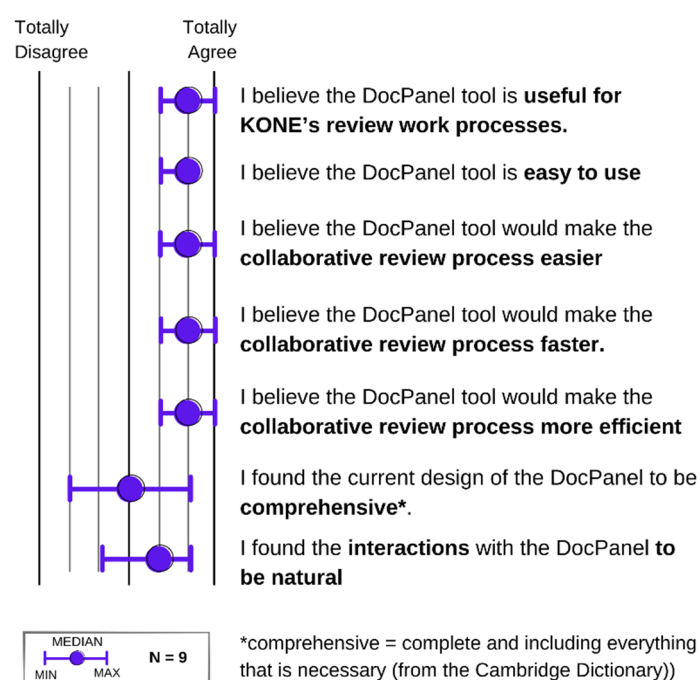 Totally Disagree
Totally Agree
I believe the DocPanel tool is useful for
KONE's review work processes.
I believe the DocPanel tool is easy to use
I believe the DocPanel tool would make the
collaborative review process easier
I believe the DocPanel tool would make the
collaborative review process faster.
I believe the DocPanel tool would make the
collaborative review process more efficient
I found the current design of the DocPanel to be
comprehensive*.
I found the interactions with the DocPanel to
be natural
MEDIAN
MIN
MAX
N = 9
*comprehensive = complete and including everything
that is necessary (from the Cambridge Dictionary))